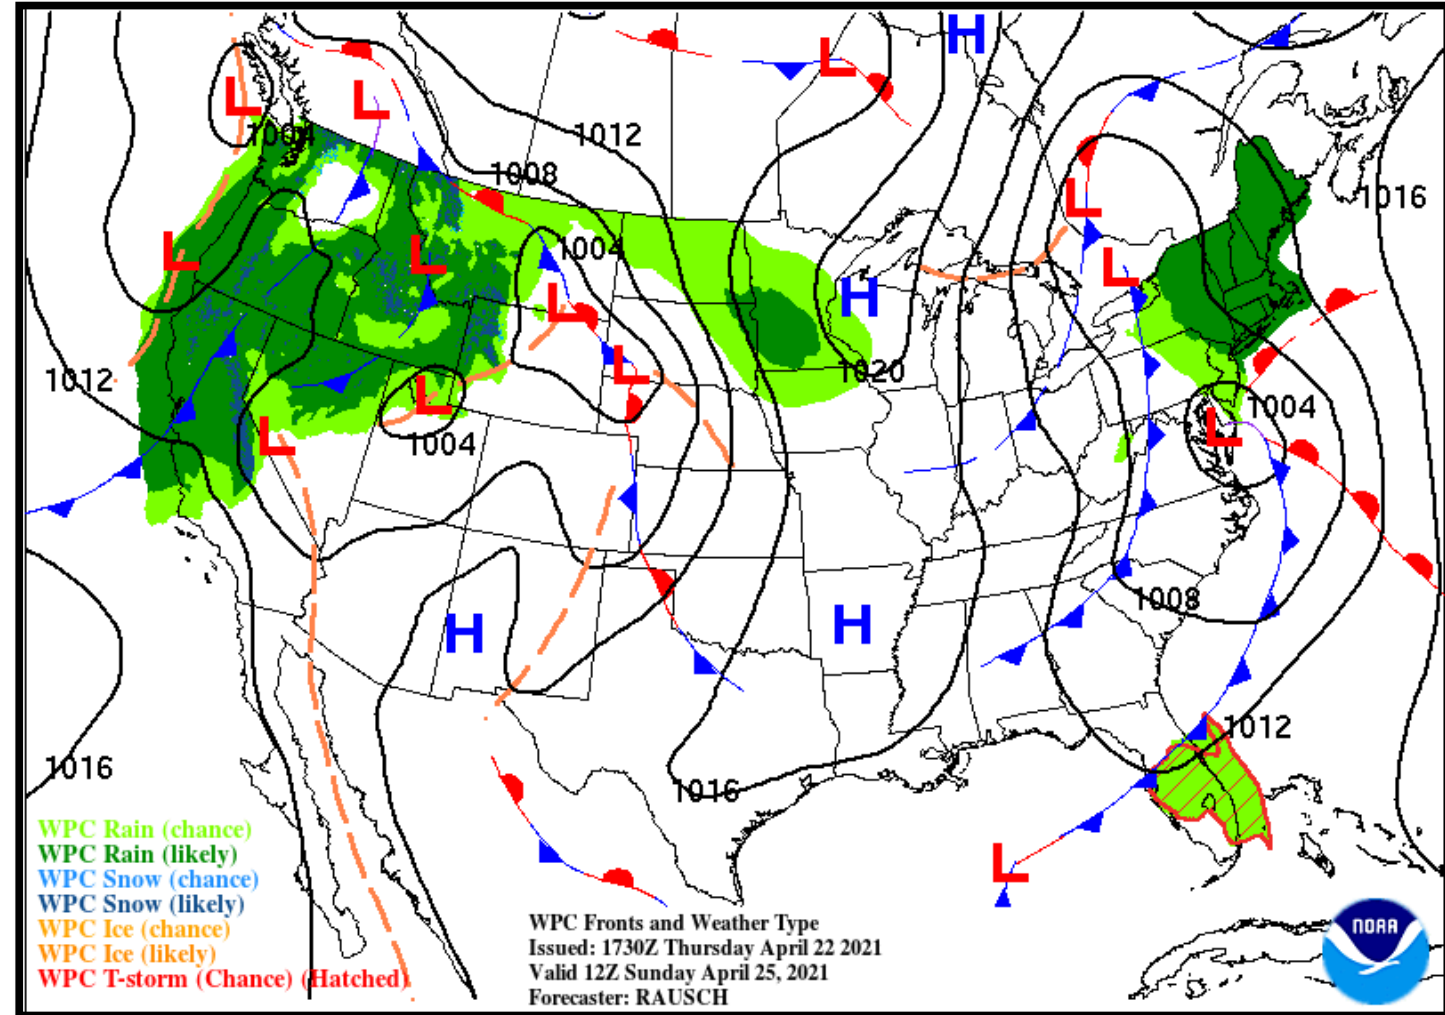 H
L
L
L
1004
1012
1008
1016
L
L
L
1004
L
L
H
L
1012
1020
L
L
1004
L
1004
L
1008
H
H
1012
1016
1016
L
WPC Rain (chance)
WPC Rain (likely)
WPC Snow (chance)
WPC Snow (likely)
WPC Ice (chance)
WPC Ice (likely)
WPC T-storm (Chance) (Hatched)
WPC Fronts and Weather Type
Issued: 1730Z Thursday April 22 2021
Valid 12Z Sunday April 25, 2021
Forecaster: RAUSCH
NOAA